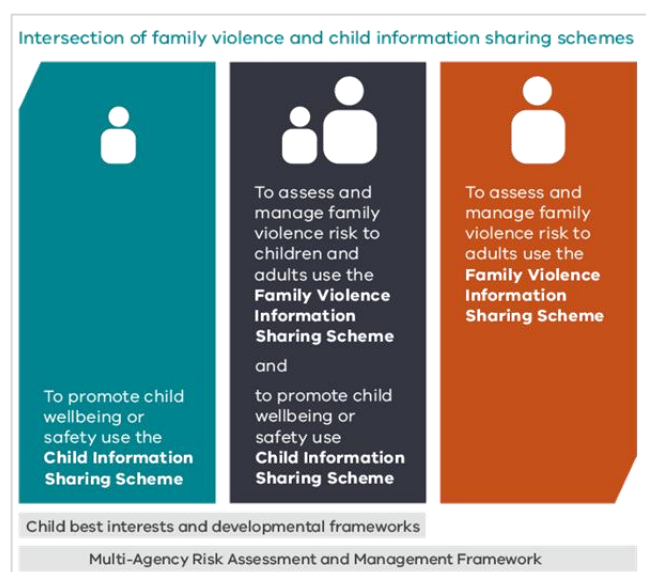 Intersection of family violence and child information sharing schemes
To promote child
wellbeing or
safety use the
Child Information
Sharing Scheme
To assess and
manage family
violence risk to
children and
adults use the
Family Violence
Information
Sharing Scheme
and
to promote child
wellbeing or
safety use
Child Information
Sharing Scheme
To assess and
manage family
violence risk to
adults use the
Family Violence
Information
Sharing Scheme
Child best interests and developmental frameworks
Multi-Agency Risk Assessment and Management Framework